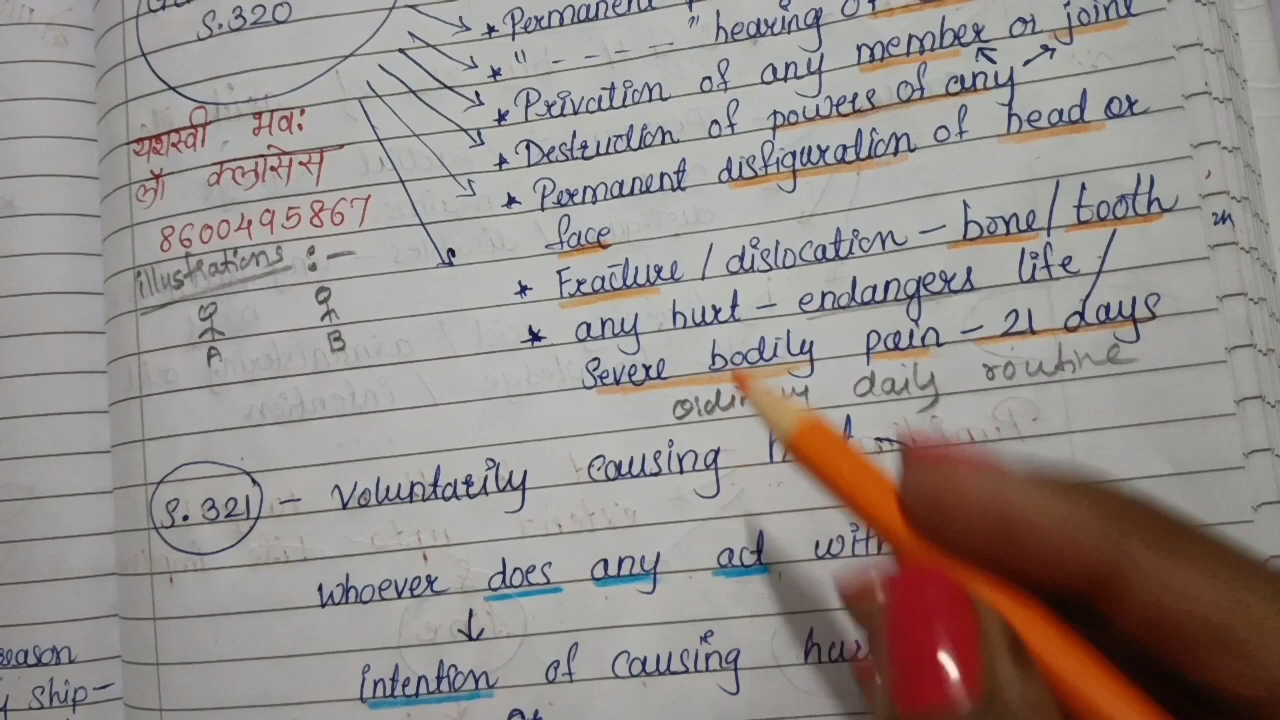 S.320
* Permanent
* " - - - - " hearing
* Privation of any member or joint
* Destruction of powers of any
* Permanent disfiguration of head or
face
* Fracture / dislocation - bone / tooth
* any hurt - endangers life /
Severe bodily pain - 21 days
daily routine
यशस्वी भवः
लॉ क्लासेस
8600495867
illustrations :-
A B
S. 321 - Voluntarily causing
whoever does any act with
↓
intention of causing
eason
ship-